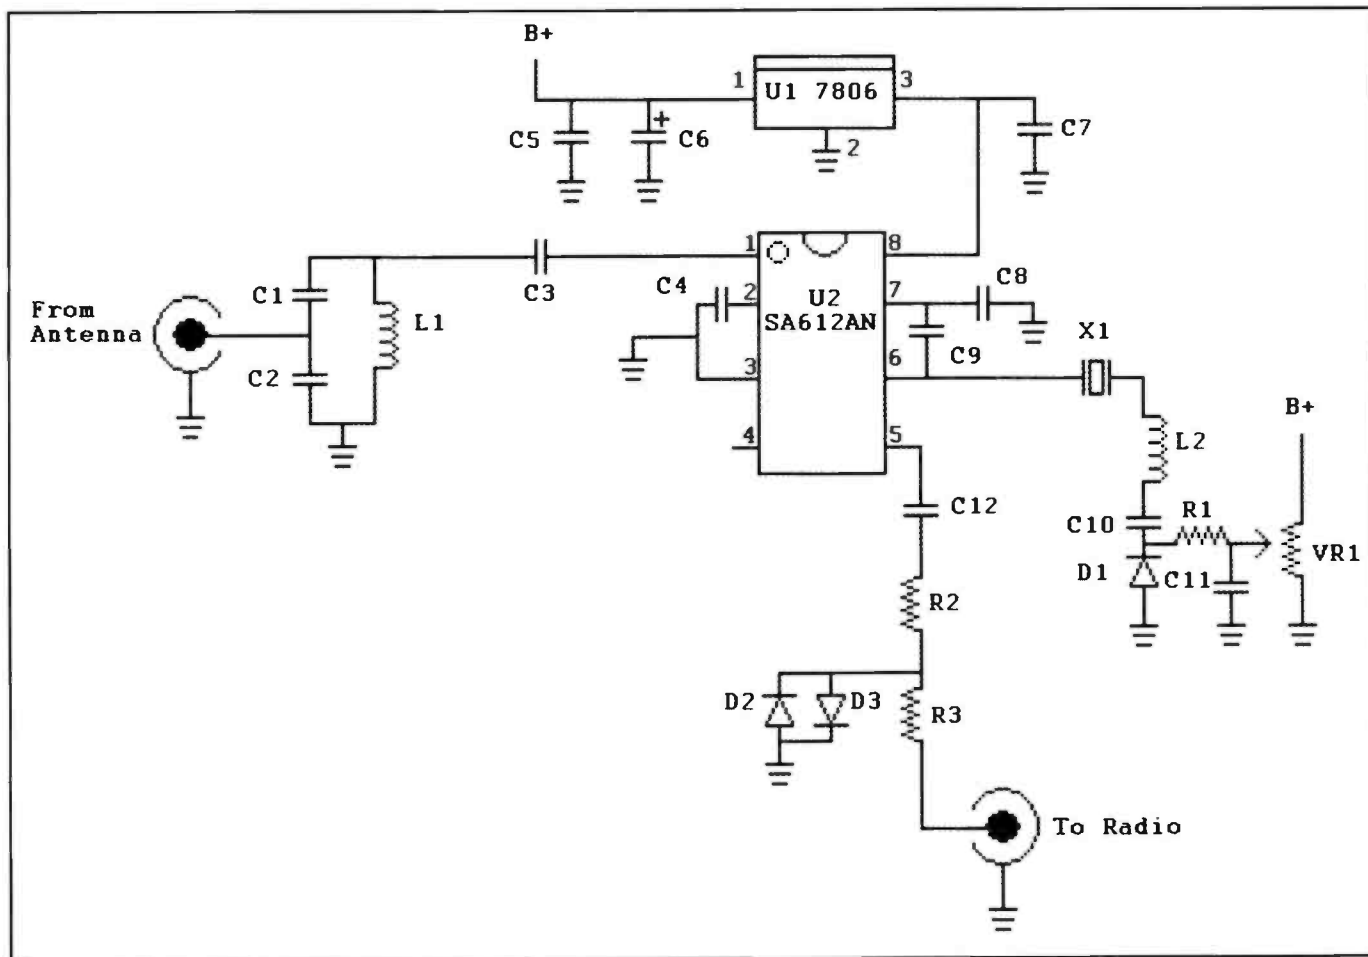 B+
1
U1 7806
3
2
C5
+
C6
C7
1
8
C3
C4
2
U2
SA612AN
7
C8
C9
3
6
X1
4
5
From
Antenna
C1
L1
C2
B+
L2
C10
R1
VR1
D1
C11
C12
R2
D2
D3
R3
To Radio